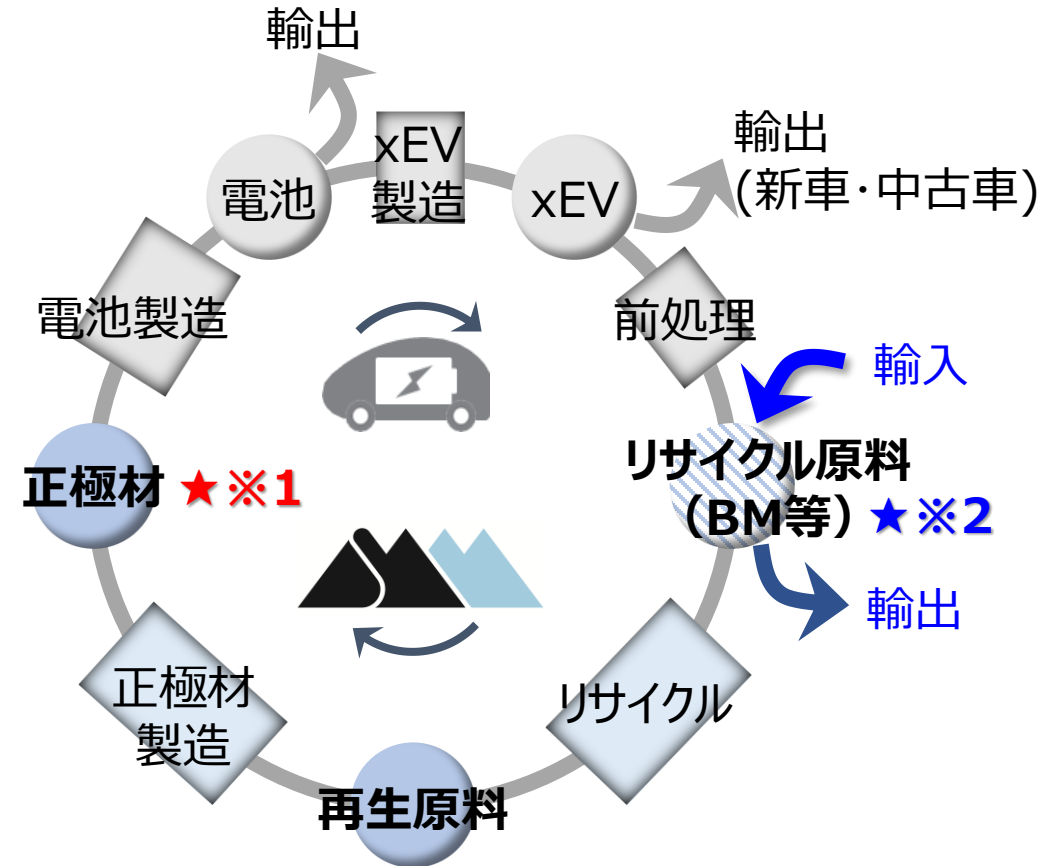 輸出
xEV
製造
電池
xEV
輸出
(新車･中古車)
電池製造
前処理
輸入
正極材 ★※1
リサイクル原料
（BM等）★※2
輸出
正極材
製造
リサイクル
再生原料